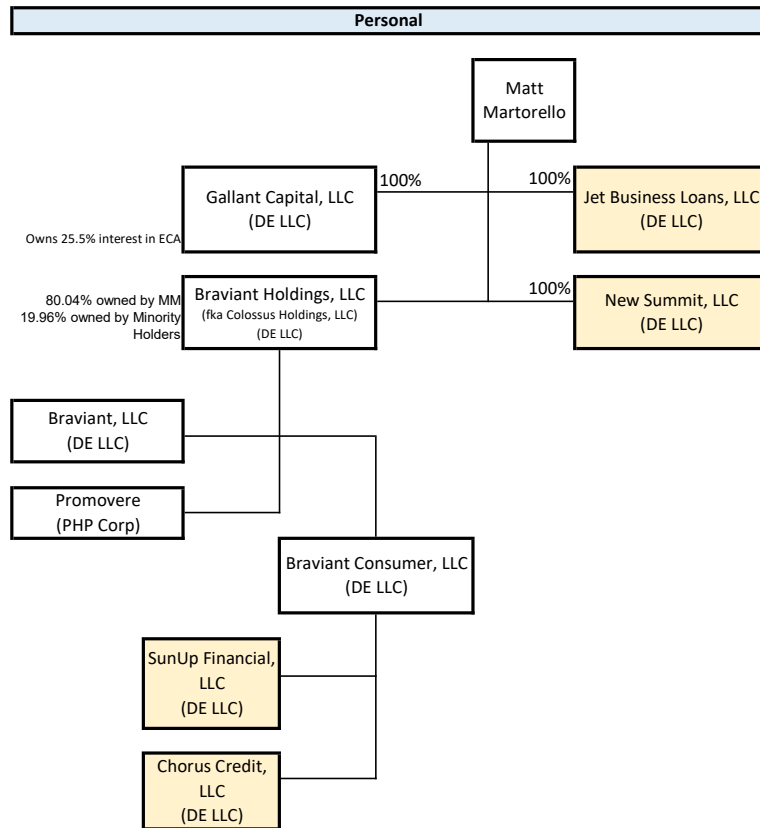 Personal
Matt
Martorello
100%
100%
Gallant Capital, LLC
(DE LLC)
Jet Business Loans, LLC
(DE LLC)
Owns 25.5% interest in ECA
80.04% owned by MM
19.96% owned by Minority
Holders
Braviant Holdings, LLC
(fka Colossus Holdings, LLC)
(DE LLC)
100%
New Summit, LLC
(DE LLC)
Braviant, LLC
(DE LLC)
Promovere
(PHP Corp)
Braviant Consumer, LLC
(DE LLC)
SunUp Financial,
LLC
(DE LLC)
Chorus Credit,
LLC
(DE LLC)